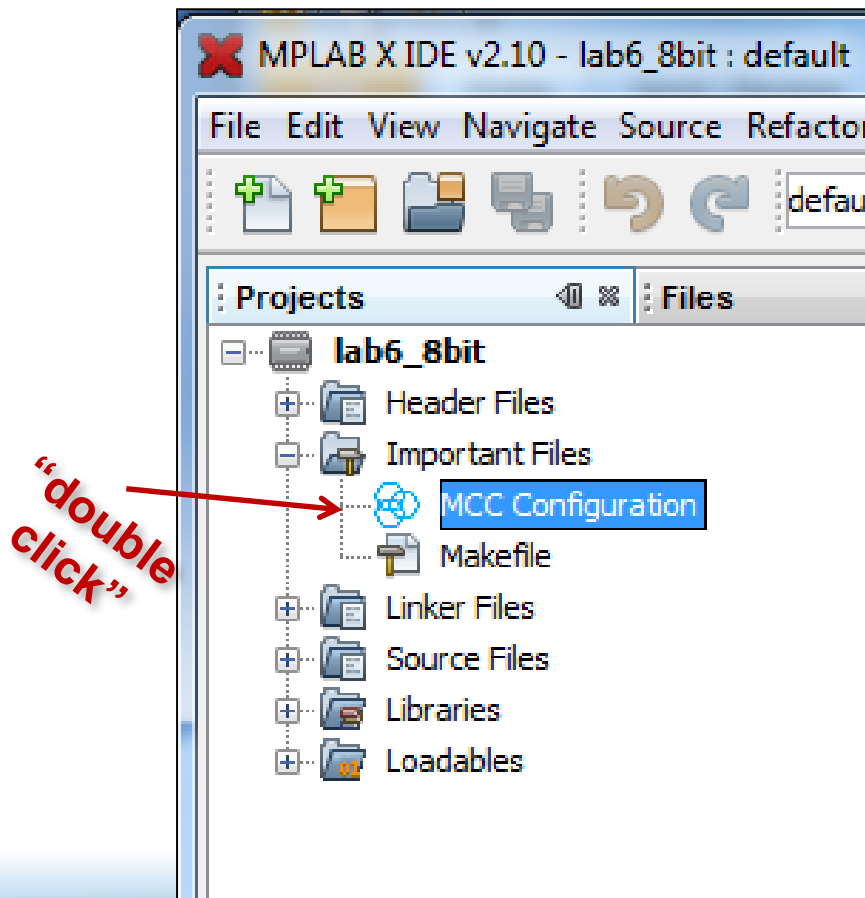 MPLAB X IDE v2.10 - lab6_8bit : default
File Edit View Navigate Source Refactor
defau
Projects Files
lab6_8bit
Header Files
Important Files
MCC Configuration
Makefile
Linker Files
Source Files
Libraries
Loadables
“double
click”